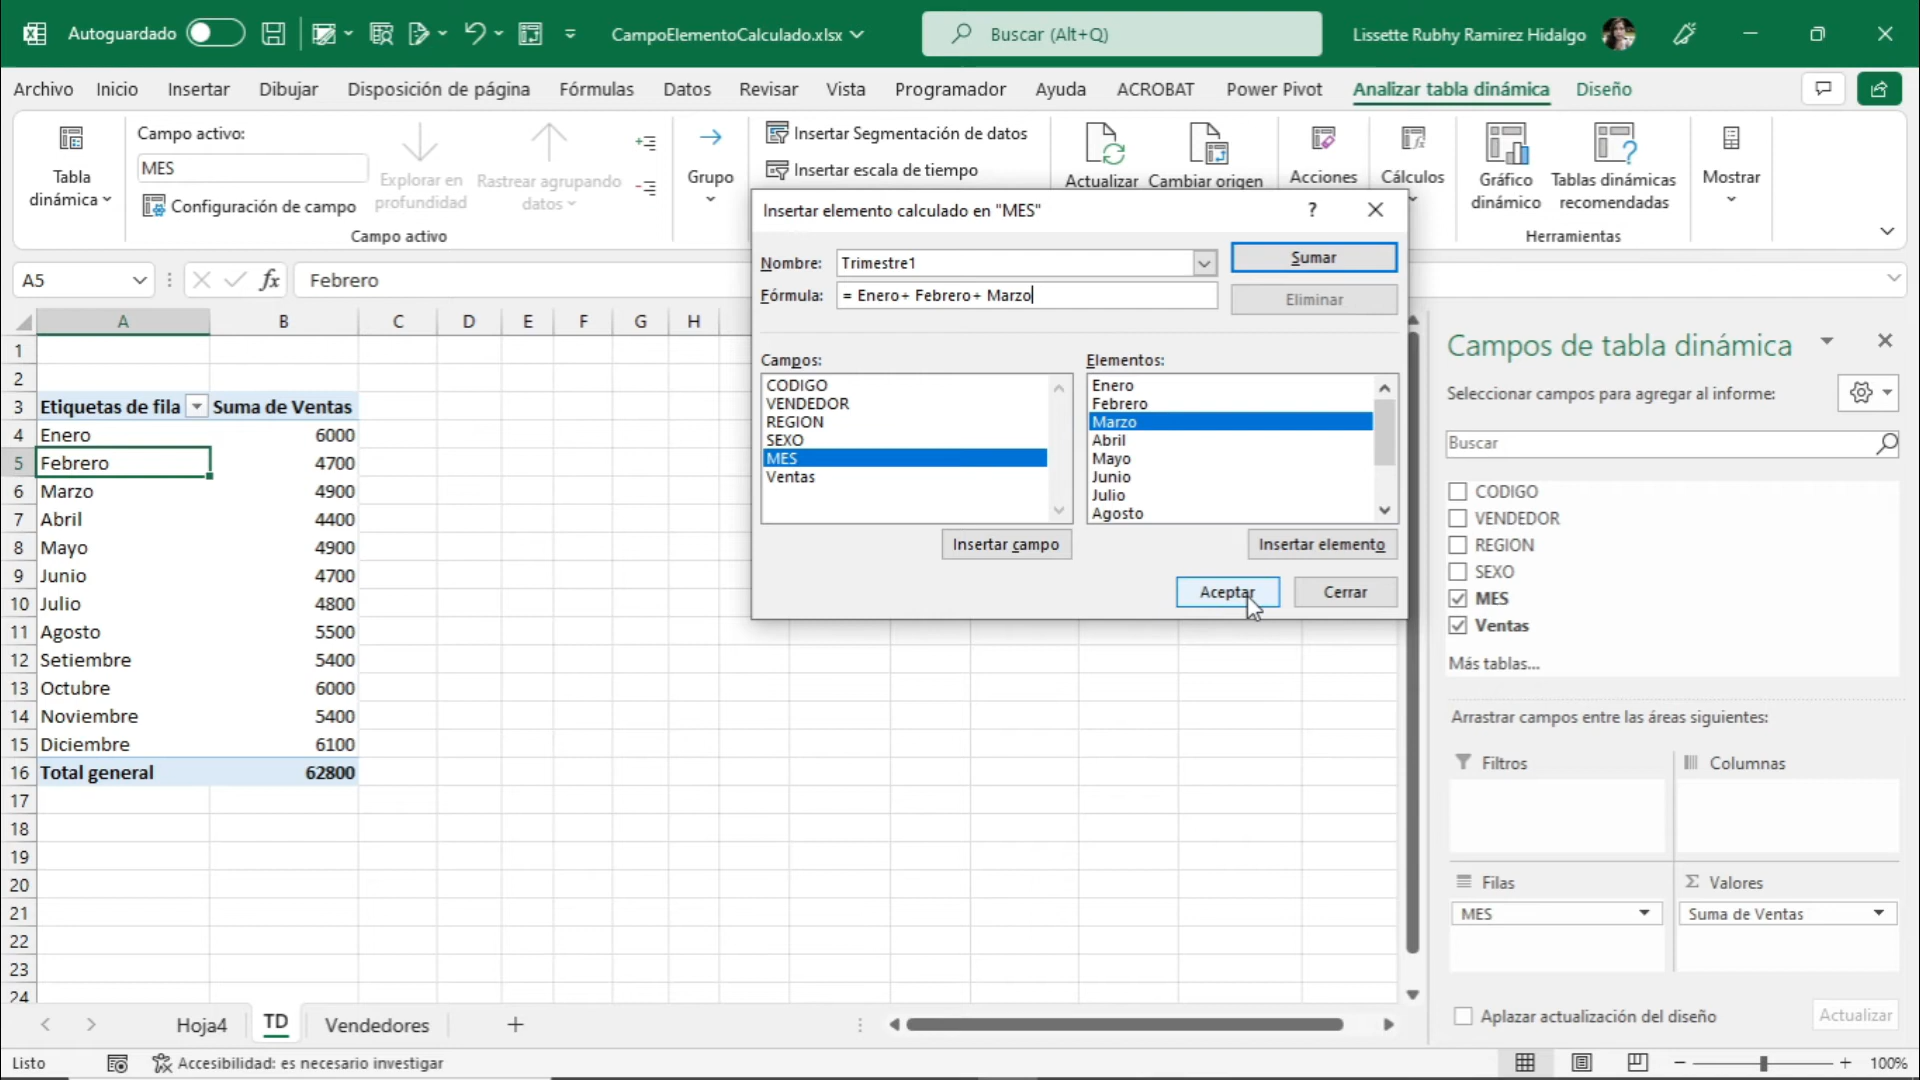 Autoguardado
CampoElementoCalculado.xlsx
Buscar (Alt+Q)
Lissette Rubhy Ramirez Hidalgo
Archivo Inicio Insertar Dibujar Disposición de página Fórmulas Datos Revisar Vista Programador Ayuda ACROBAT Power Pivot Analizar tabla dinámica Diseño
Tabla dinámica
Campo activo:
MES
Configuración de campo
Explorar en profundidad
Rastrear agrupando datos
Campo activo
Grupo
Insertar Segmentación de datos
Insertar escala de tiempo
Actualizar
Cambiar origen
Acciones
Cálculos
Gráfico dinámico
Tablas dinámicas recomendadas
Herramientas
Mostrar
A5
fx
Febrero
Insertar elemento calculado en "MES"
?
Nombre: Trimestre1
Sumar
Fórmula: = Enero+ Febrero+ Marzo
Eliminar
Campos:
CODIGO
VENDEDOR
REGION
SEXO
MES
Ventas
Insertar campo
Elementos:
Enero
Febrero
Marzo
Abril
Mayo
Junio
Julio
Agosto
Insertar elemento
Aceptar
Cerrar
A B C D E F G H
1
2
3 Etiquetas de fila Suma de Ventas
4 Enero 6000
5 Febrero 4700
6 Marzo 4900
7 Abril 4400
8 Mayo 4900
9 Junio 4700
10 Julio 4800
11 Agosto 5500
12 Setiembre 5400
13 Octubre 6000
14 Noviembre 5400
15 Diciembre 6100
16 Total general 62800
17
18
19
20
21
22
23
24
Campos de tabla dinámica
Seleccionar campos para agregar al informe:
Buscar
CODIGO
VENDEDOR
REGION
SEXO
MES
Ventas
Más tablas...
Arrastrar campos entre las áreas siguientes:
Filtros
Columnas
Filas
MES
Σ Valores
Suma de Ventas
Aplazar actualización del diseño
Actualizar
Hoja4 TD Vendedores
Listo
Accesibilidad: es necesario investigar
100%